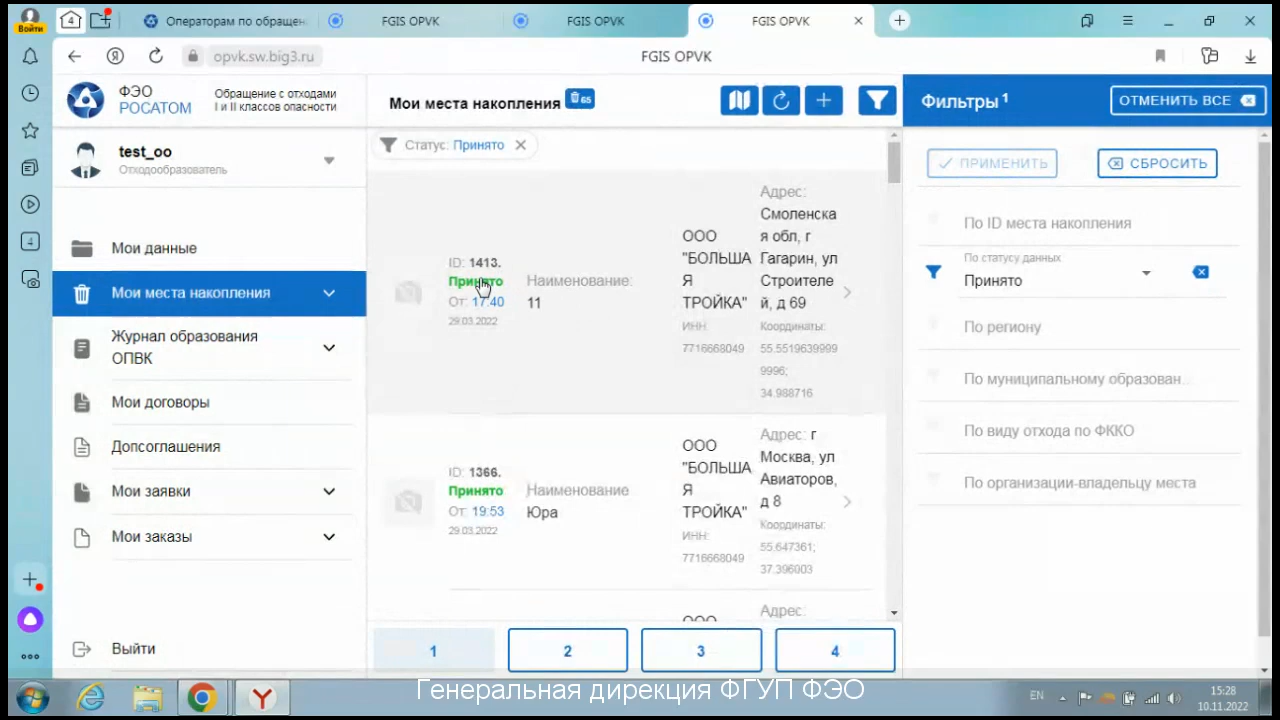 Войти
4
Операторам по обращен
FGIS OPVK
FGIS OPVK
FGIS OPVK
opvk.sw.big3.ru
FGIS OPVK
4
ФЭО
РОСАТОМ
Обращение с отходами
I и II классов опасности
test_oo
Отходообразователь
Мои данные
Мои места накопления
Журнал образования
ОПВК
Мои договоры
Допсоглашения
Мои заявки
Мои заказы
Выйти
Мои места накопления
65
Статус: Принято
ID: 1413.
Принято
От: 17:40
29.03.2022
Наименование:
11
ООО
"БОЛЬША
Я
ТРОЙКА"
ИНН:
7716668049
Адрес:
Смоленска
я обл, г
Гагарин, ул
Строителе
й, д 69
Координаты:
55.5519639999
9996;
34.988716
ID: 1366.
Принято
От: 19:53
29.03.2022
Наименование
Юра
ООО
"БОЛЬША
Я
ТРОЙКА"
ИНН:
7716668049
Адрес: г
Москва, ул
Авиаторов,
д 8
Координаты:
55.647361;
37.396003
ООО
Адрес:
1
2
3
4
Фильтры 1
ОТМЕНИТЬ ВСЕ
ПРИМЕНИТЬ
СБРОСИТЬ
По ID места накопления
По статусу данных
Принято
По региону
По муниципальному образован...
По виду отхода по ФККО
По организации-владельцу места
Генеральная дирекция ФГУП ФЭО
EN
15:28
10.11.2022